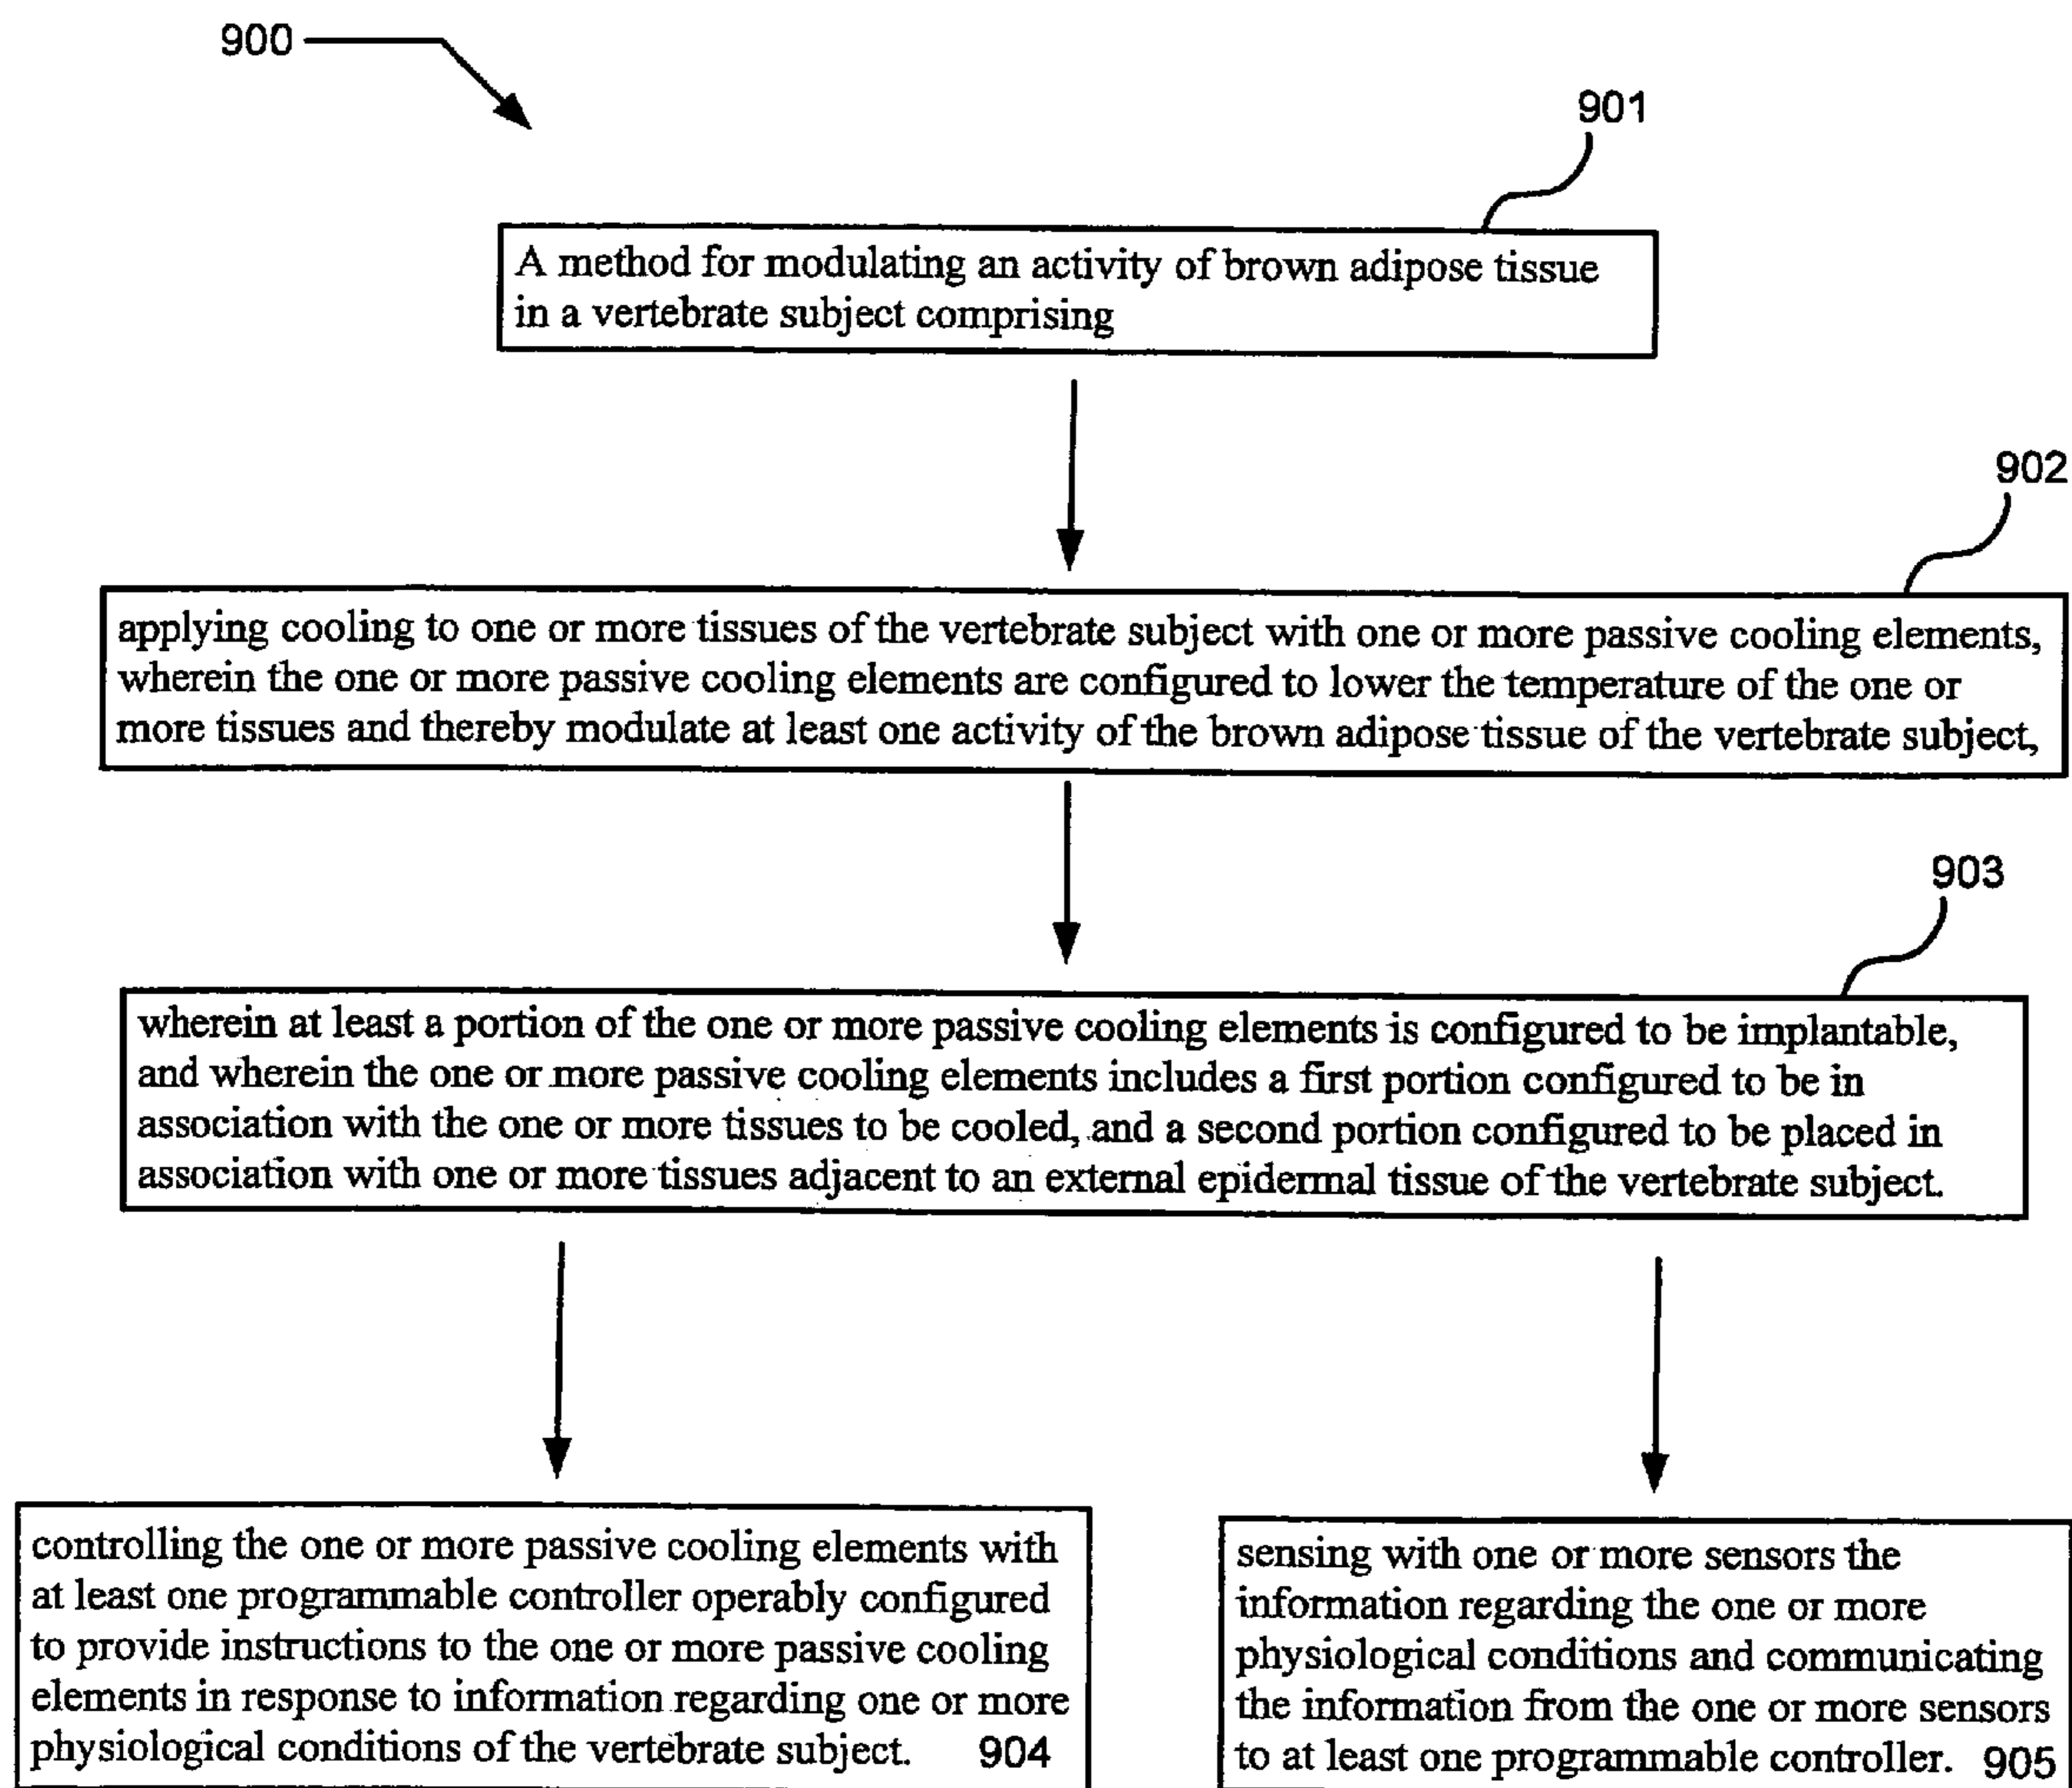 900
901
A method for modulating an activity of brown adipose tissue
in a vertebrate subject comprising
902
applying cooling to one or more tissues of the vertebrate subject with one or more passive cooling elements,
wherein the one or more passive cooling elements are configured to lower the temperature of the one or
more tissues and thereby modulate at least one activity of the brown adipose tissue of the vertebrate subject,
903
wherein at least a portion of the one or more passive cooling elements is configured to be implantable,
and wherein the one or more passive cooling elements includes a first portion configured to be in
association with the one or more tissues to be cooled, and a second portion configured to be placed in
association with one or more tissues adjacent to an external epidermal tissue of the vertebrate subject.
controlling the one or more passive cooling elements with
at least one programmable controller operably configured
to provide instructions to the one or more passive cooling
elements in response to information regarding one or more
physiological conditions of the vertebrate subject. 904
sensing with one or more sensors the
information regarding the one or more
physiological conditions and communicating
the information from the one or more sensors
to at least one programmable controller. 905